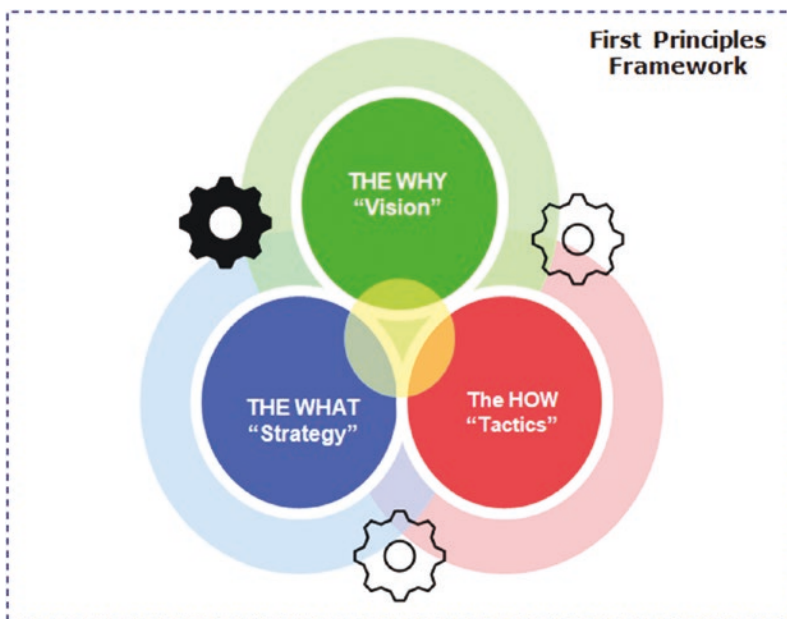 First Principles
Framework
THE WHY
“Vision”
THE WHAT
“Strategy”
The HOW
“Tactics”